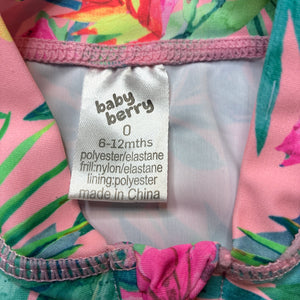 baby
berry
0
6-12mths
polyester/elastane
frill:nylon/elastane
lining:polyester
made in China